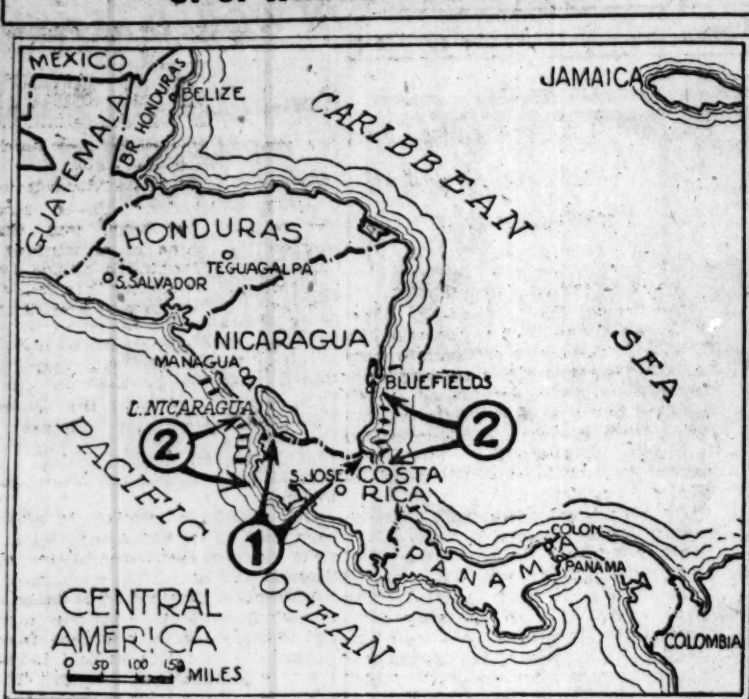 MEXICO
JAMAICA
BR HONDURAS
BELIZE
GUATEMALA
CARIBBEAN
SEA
HONDURAS
TEGUAGALPA
S. SALVADOR
NICARAGUA
MANAGUA
BLUEFIELDS
L. NICARAGUA
2
2
PACIFIC
OCEAN
S. JOSE
COSTA
RICA
1
COLON
PANAMA
PANAMA
COLOMBIA
CENTRAL
AMERICA
0 50 100 150
MILES